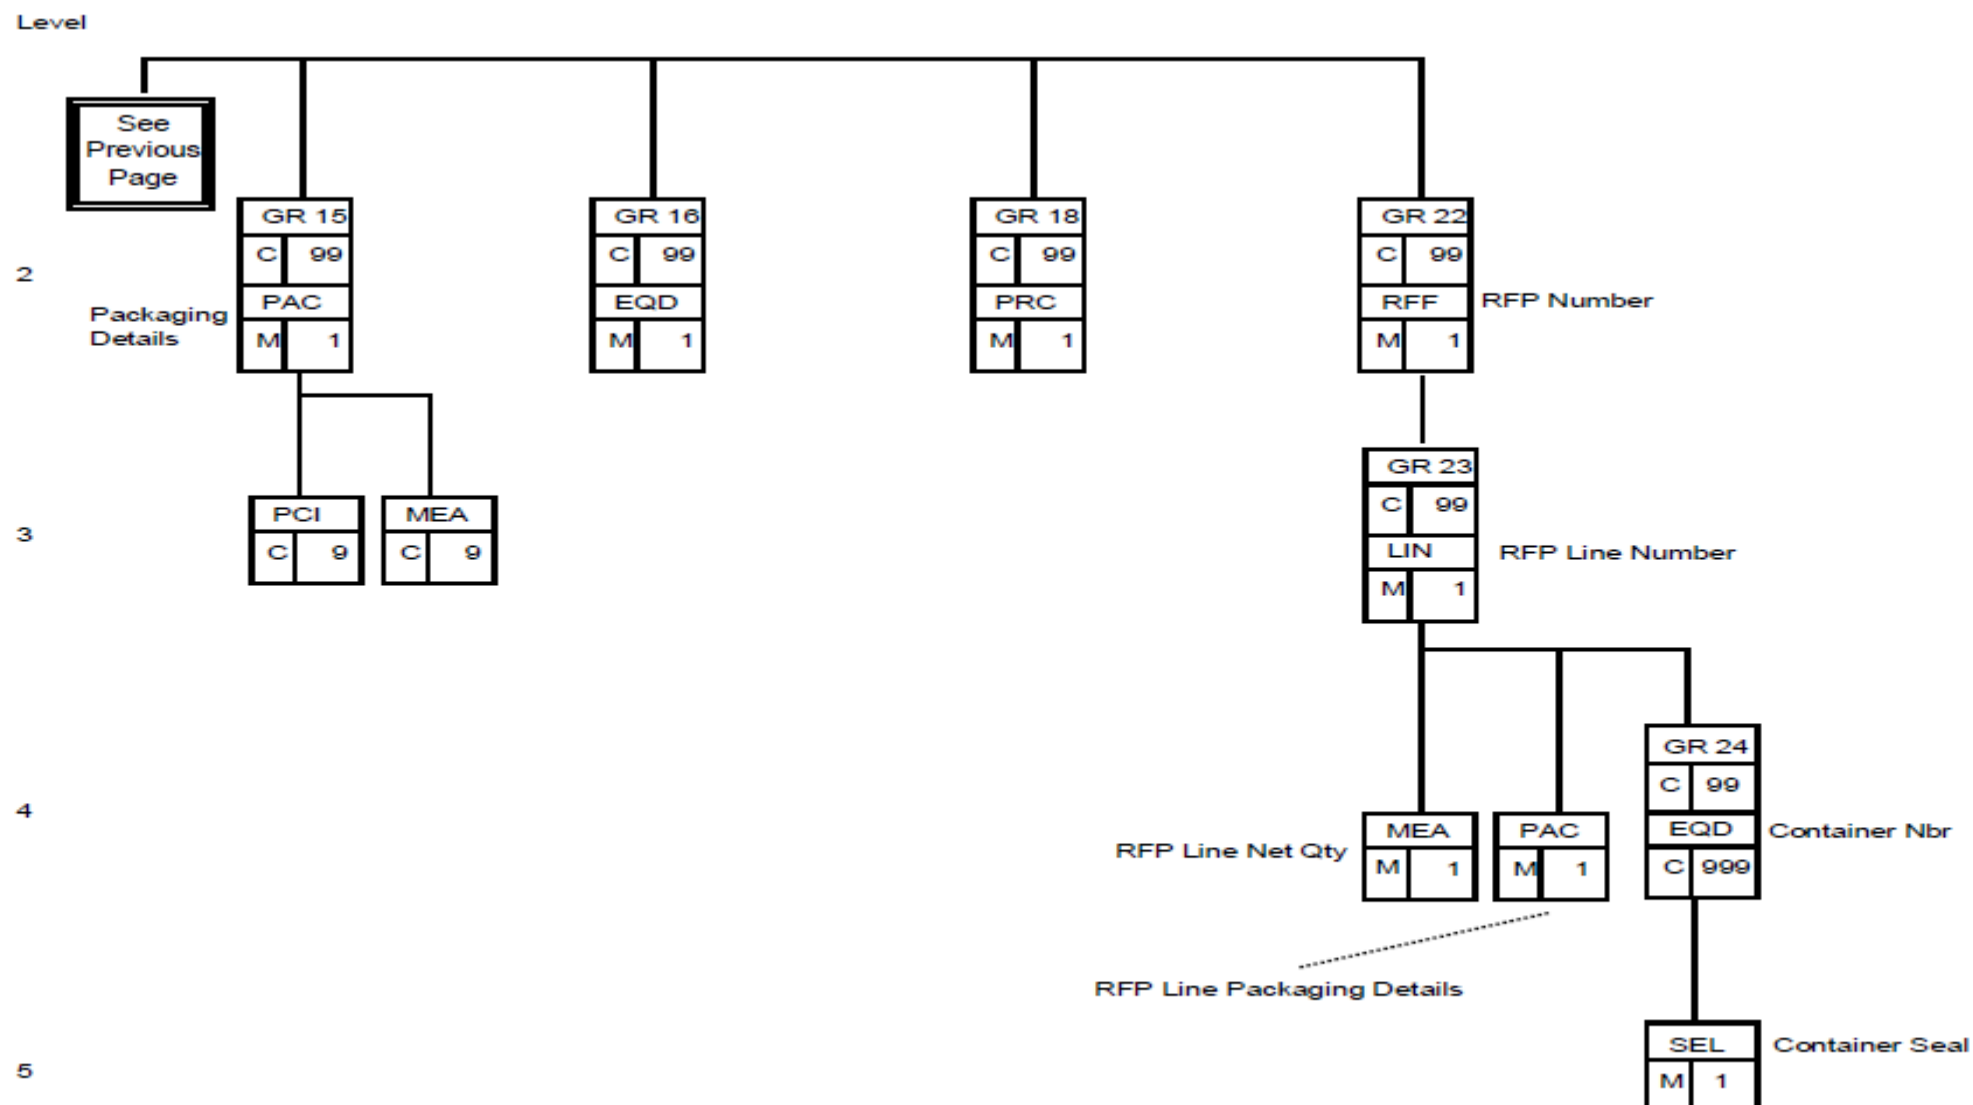 Level
See
Previous
Page
GR 15
GR 16
GR 18
GR 22
C 99
C 99
C 99
C 99
2
PAC
EQD
PRC
RFF
RFP Number
Packaging
Details
M 1
M 1
M 1
M 1
GR 23
C 99
PCI
MEA
3
C 9
C 9
LIN
RFP Line Number
M 1
GR 24
C 99
4
RFP Line Net Qty
MEA
PAC
EQD
Container Nbr
M 1
M 1
C 999
RFP Line Packaging Details
SEL
Container Seal
5
M 1